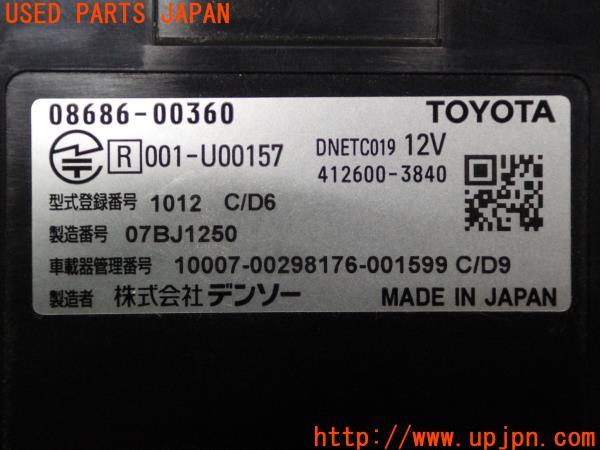 USED PARTS JAPAN
08686-00360 TOYOTA
R 001-U00157 DNETC019 12V
412600-3840
型式登録番号 1012 C/D6
製造番号 07BJ1250
車載器管理番号 10007-00298176-001599 C/D9
製造者 株式会社デンソー MADE IN JAPAN
http://www.upjpn.com/